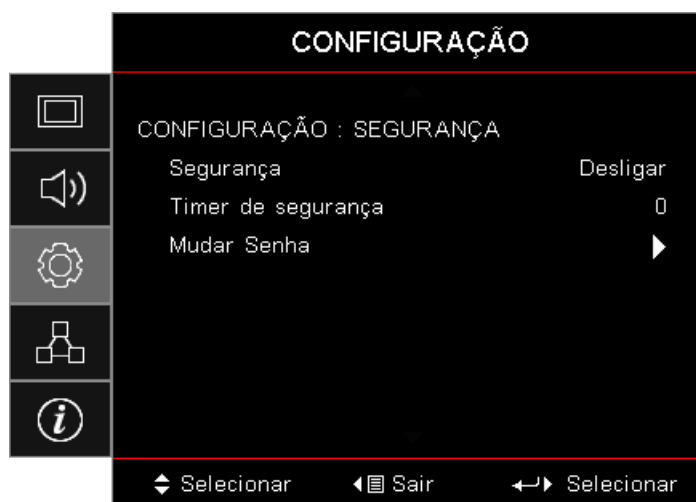 CONFIGURAÇÃO
CONFIGURAÇÃO : SEGURANÇA
Segurança Desligar
Timer de segurança 0
Mudar Senha
Selecionar Sair Selecionar